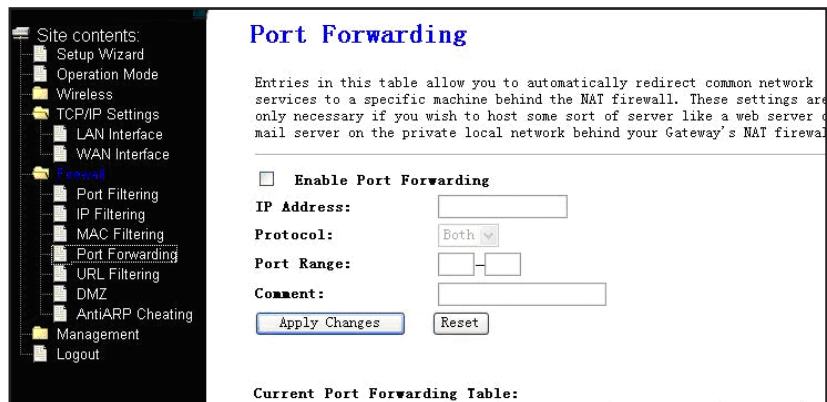 Site contents:
Setup Wizard
Operation Mode
Wireless
TCP/IP Settings
LAN Interface
WAN Interface
Firewall
Port Filtering
IP Filtering
MAC Filtering
Port Forwarding
URL Filtering
DMZ
AntiARP Cheating
Management
Logout
Port Forwarding
Entries in this table allow you to automatically redirect common network
services to a specific machine behind the NAT firewall. These settings are
only necessary if you wish to host some sort of server like a web server
mail server on the private local network behind your Gateway's NAT firewal
Enable Port Forwarding
IP Address:
Protocol: Both
Port Range: –
Comment:
Apply Changes Reset
Current Port Forwarding Table: